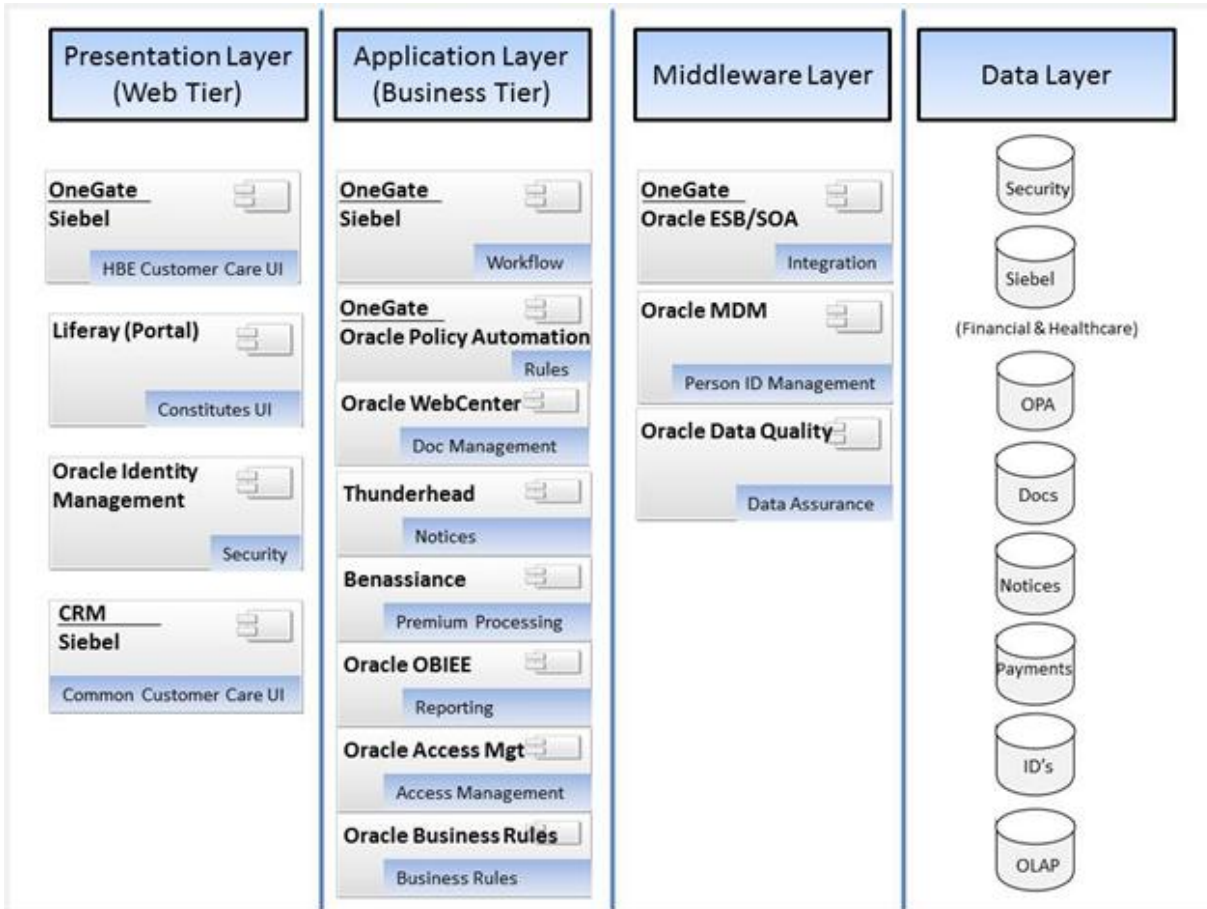 Presentation Layer
(Web Tier)
OneGate
Siebel
HBE Customer Care UI
Liferay (Portal)
Constitutes UI
Oracle Identity
Management
Security
CRM
Siebel
Common Customer Care UI
Application Layer
(Business Tier)
OneGate
Siebel
Workflow
OneGate
Oracle Policy Automation
Rules
Oracle WebCenter
Doc Management
Thunderhead
Notices
Benassiance
Premium Processing
Oracle OBIEE
Reporting
Oracle Access Mgt
Access Management
Oracle Business Rules
Business Rules
Middleware Layer
OneGate
Oracle ESB/SOA
Integration
Oracle MDM
Person ID Management
Oracle Data Quality
Data Assurance
Data Layer
Security
Siebel
(Financial & Healthcare)
OPA
Docs
Notices
Payments
ID's
OLAP